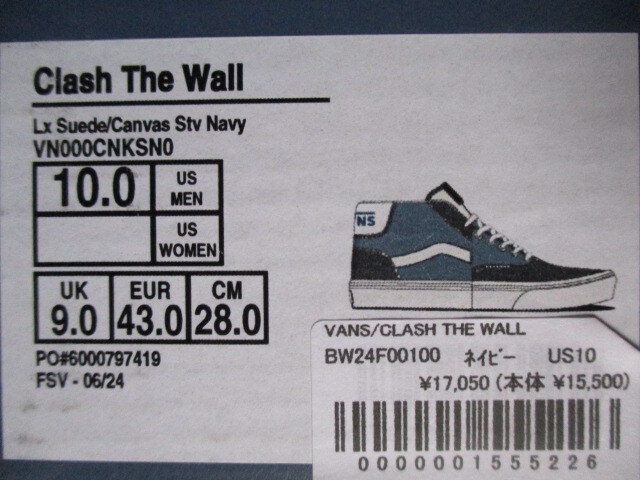 Clash The Wall
Lx Suede/Canvas Stv Navy
VN000CNKSN0
10.0 US MEN
US WOMEN
UK EUR CM
9.0 43.0 28.0
PO#6000797419
FSV - 06/24
NS
VANS/CLASH THE WALL
BW24F00100 ネイビー US10
¥17,050 (本体 ¥15,500)
0000001555226